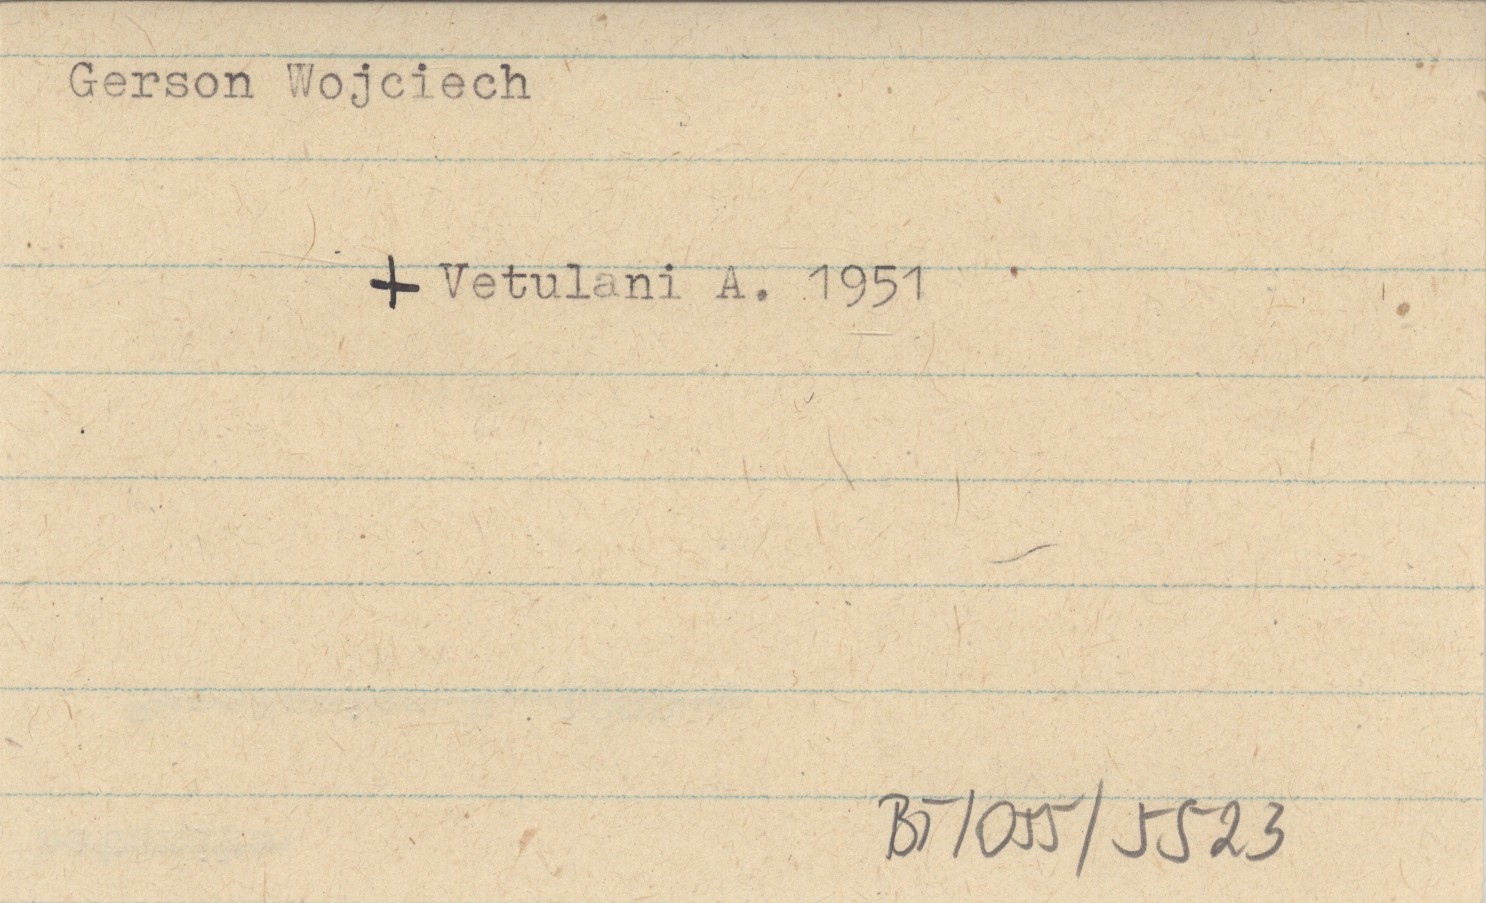 Gerson Wojciech
+ Vetulani A. 1951
BT/055/5523